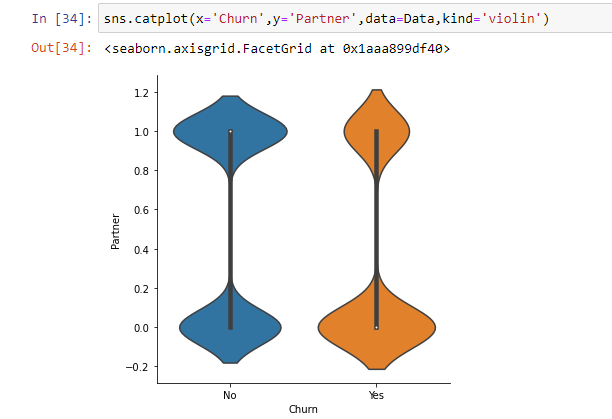 In [34]: sns.catplot(x='Churn',y='Partner',data=Data,kind='violin')
Out[34]: <seaborn.axisgrid.FacetGrid at 0x1aaa899df40>
1.2
1.0
0.8
0.6
Partner
0.4
0.2
0.0
−0.2
No Yes
Churn